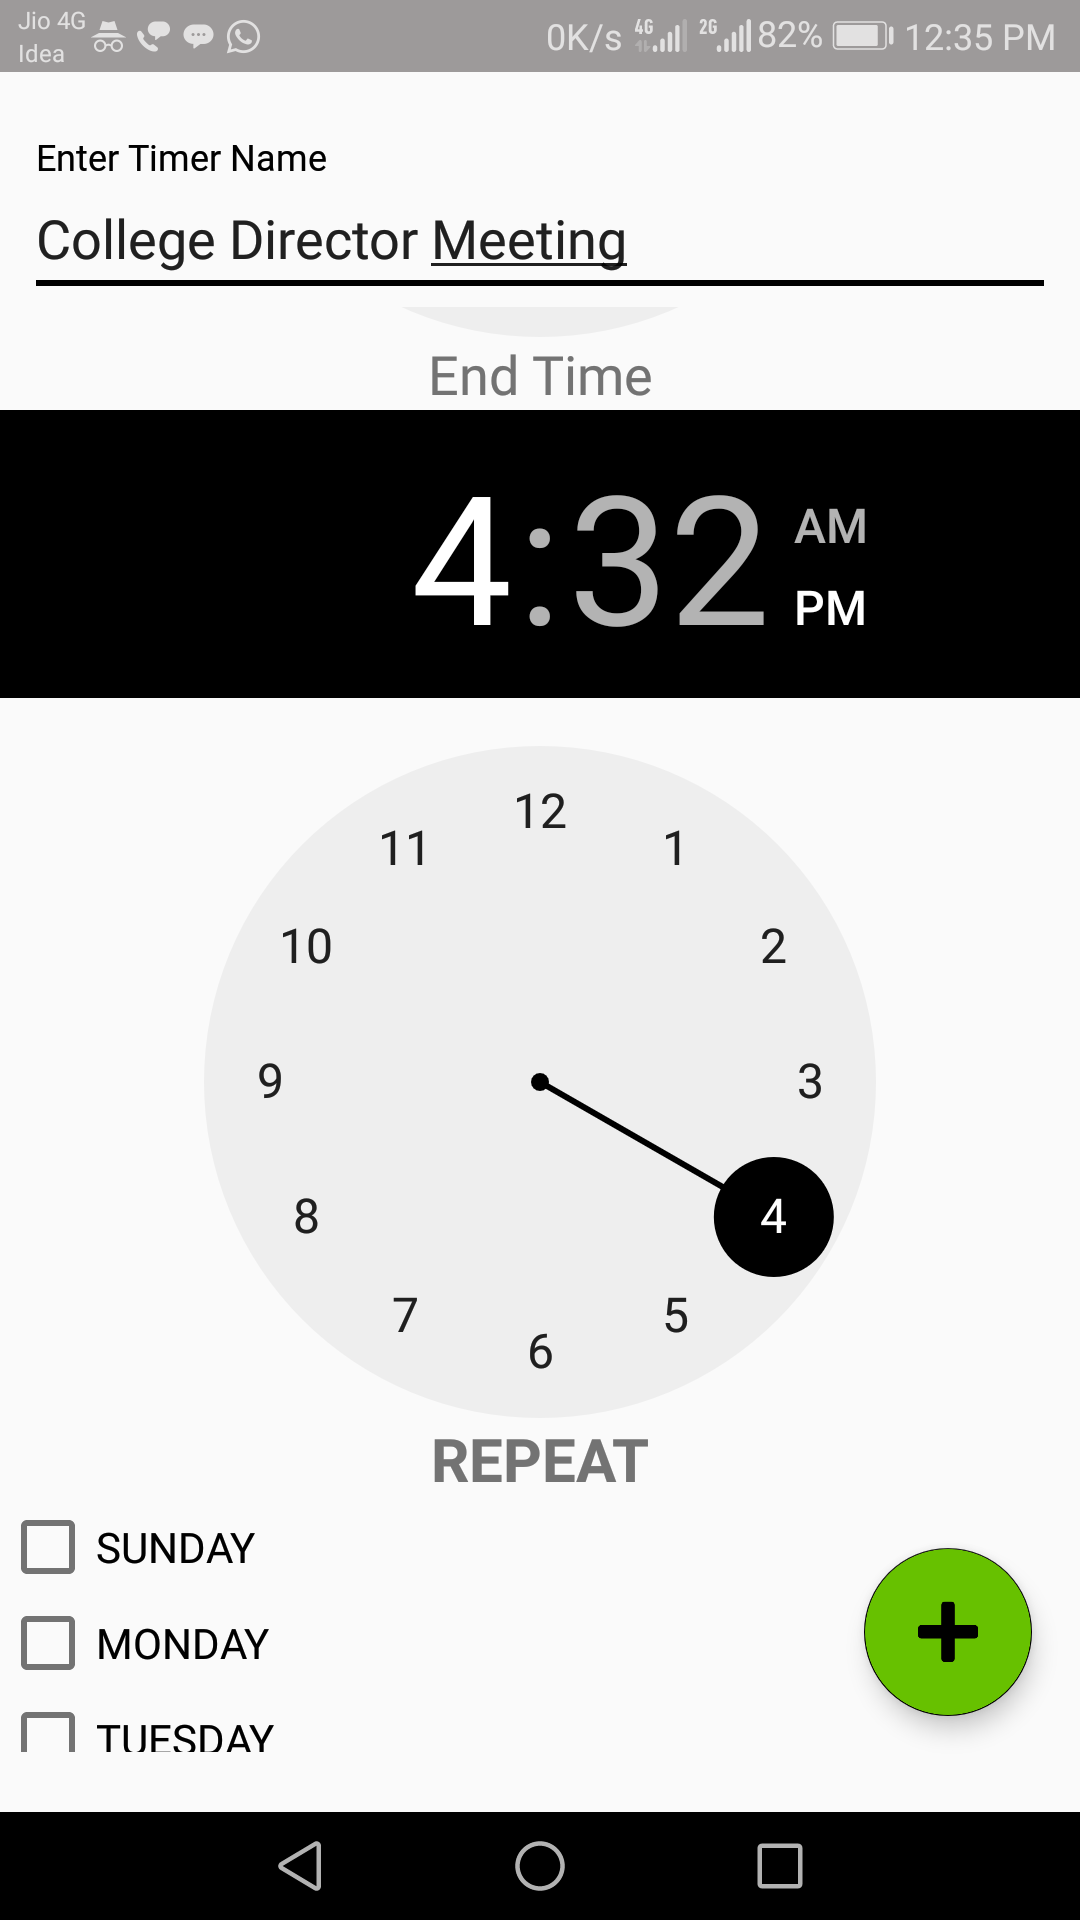 Jio 4G
Idea
0K/s 4G 2G 82% 12:35 PM
Enter Timer Name
College Director Meeting
End Time
4:32
AM
PM
12
11 1
10 2
9 3
8 4
7 5
6
REPEAT
SUNDAY
MONDAY
TUESDAY